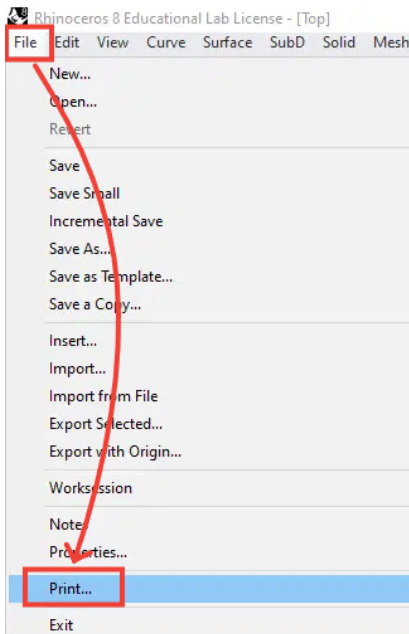 Rhinoceros 8 Educational Lab License - [Top]
File Edit View Curve Surface SubD Solid Mesh
New...
Open...
Revert
Save
Save Small
Incremental Save
Save As...
Save as Template...
Save a Copy...
Insert...
Import...
Import from File
Export Selected...
Export with Origin...
Worksession
Notes
Properties...
Print...
Exit